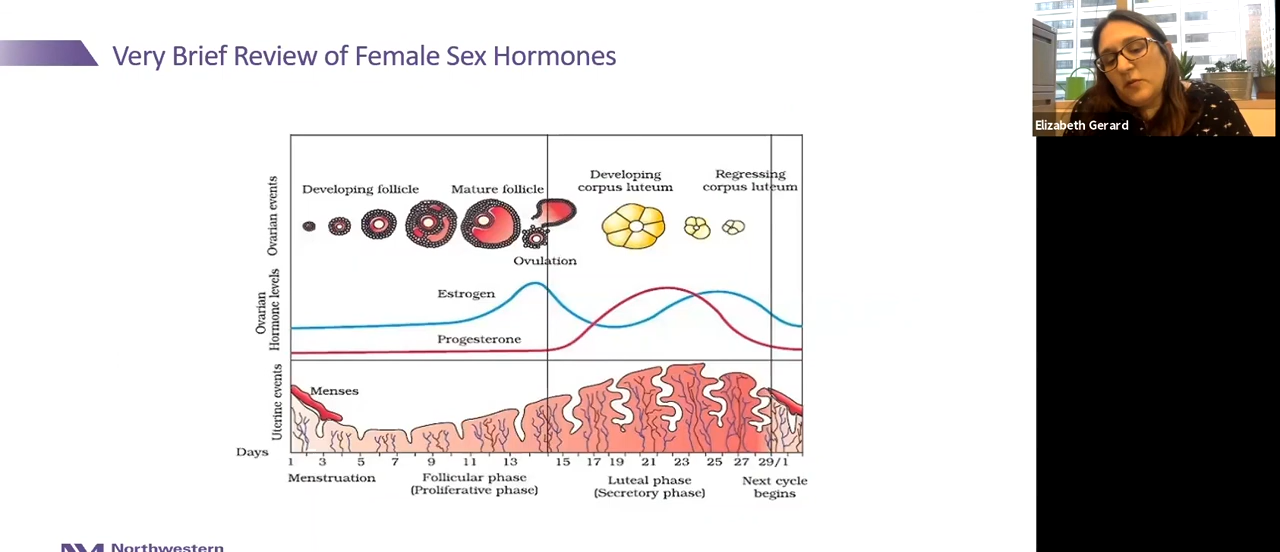 Very Brief Review of Female Sex Hormones
Elizabeth Gerard
Ovarian events
Developing follicle
Mature follicle
Developing
corpus luteum
Regressing
corpus luteum
Ovulation
Ovarian
Hormone levels
Estrogen
Progesterone
Uterine events
Menses
Days
1 3 5 7 9 11 13 15 17 19 21 23 25 27 29/1
Menstruation
Follicular phase
(Proliferative phase)
Luteal phase
(Secretory phase)
Next cycle
begins
NM Northwestern